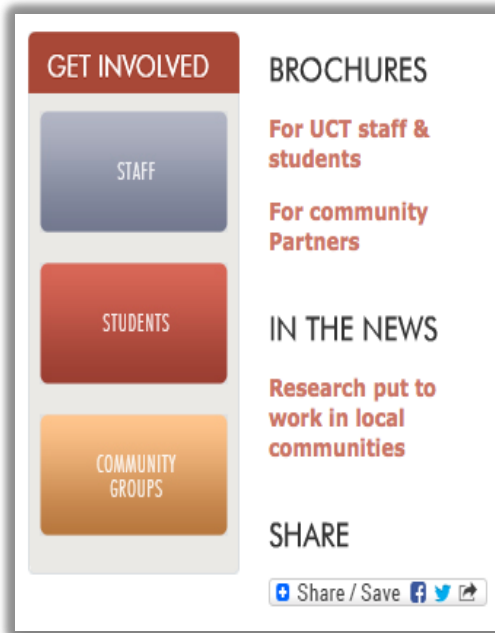 GET INVOLVED
STAFF
STUDENTS
COMMUNITY
GROUPS
BROCHURES
For UCT staff &
students
For community
Partners
IN THE NEWS
Research put to
work in local
communities
SHARE
Share / Save